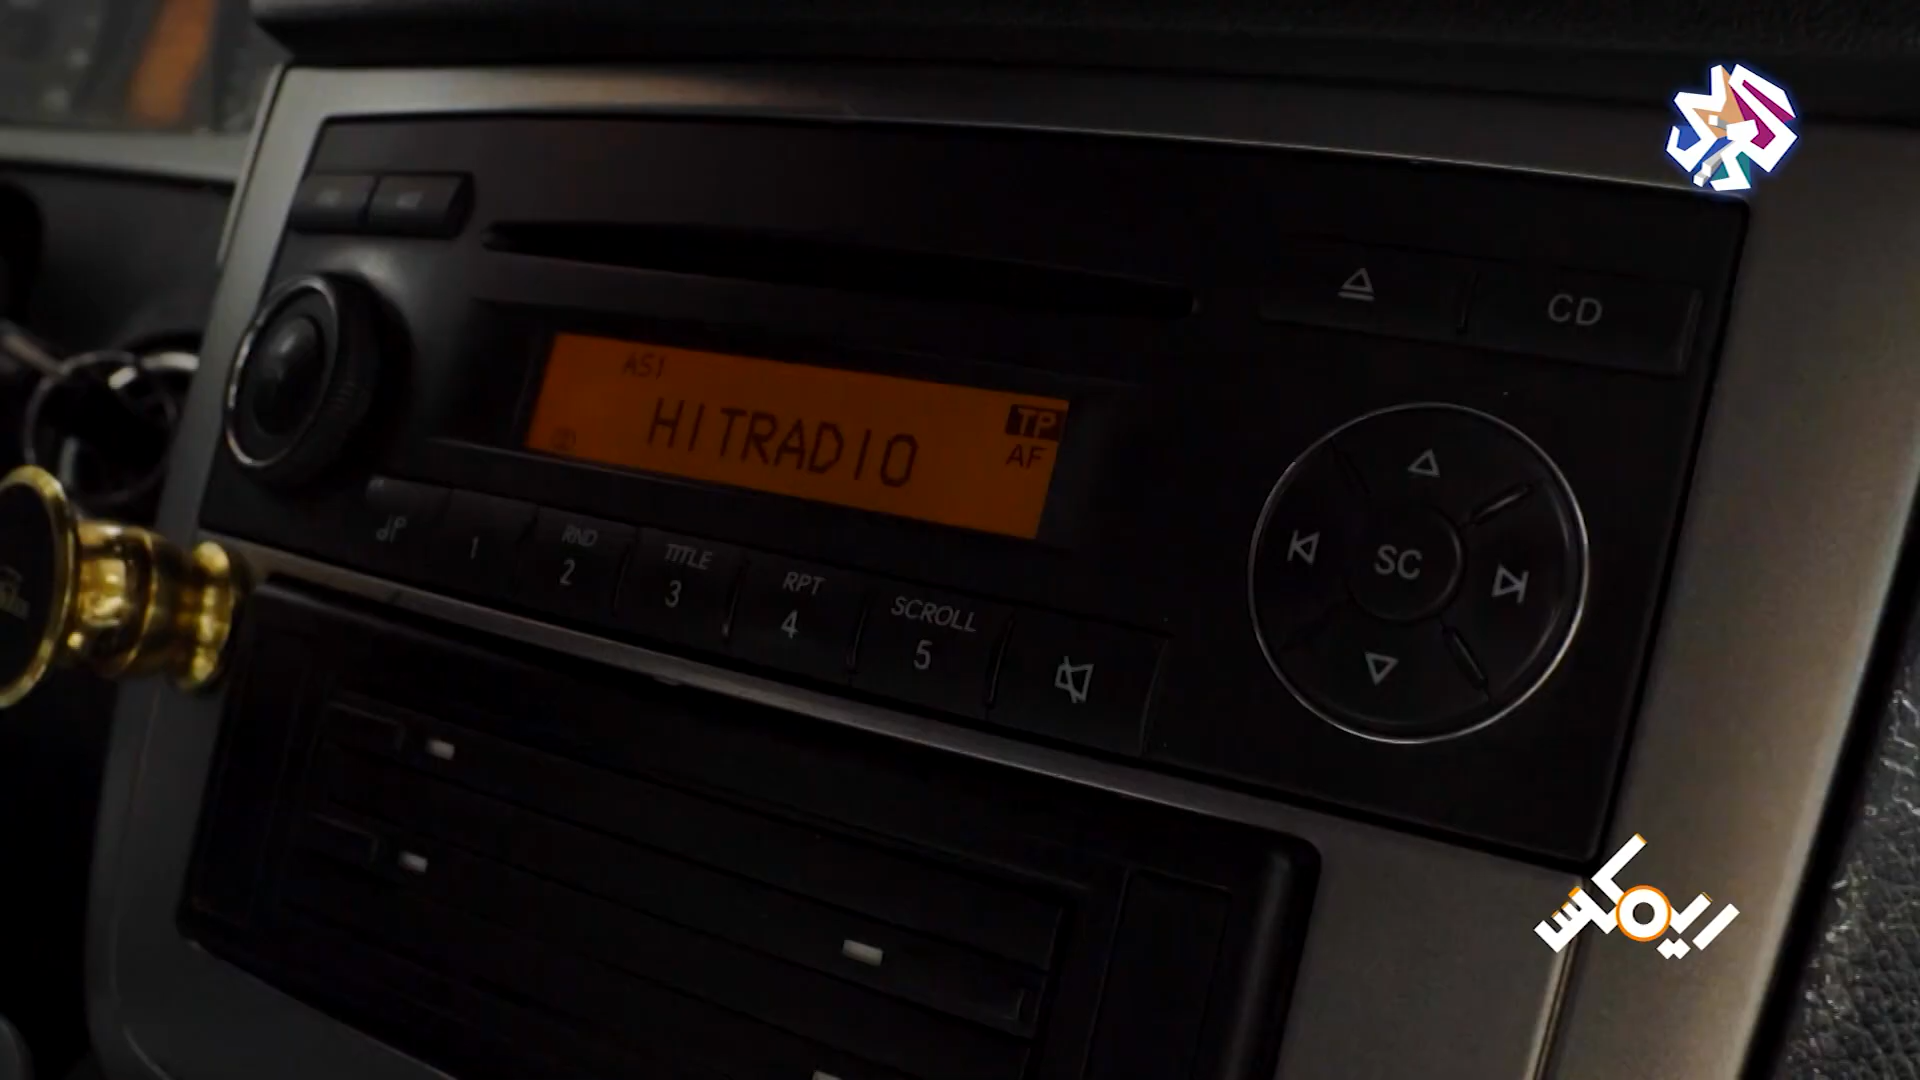 CD
AS1
HITRADIO
TP
AF
1
RND
2
TITLE
3
RPT
4
SCROLL
5
SC
ريمكس